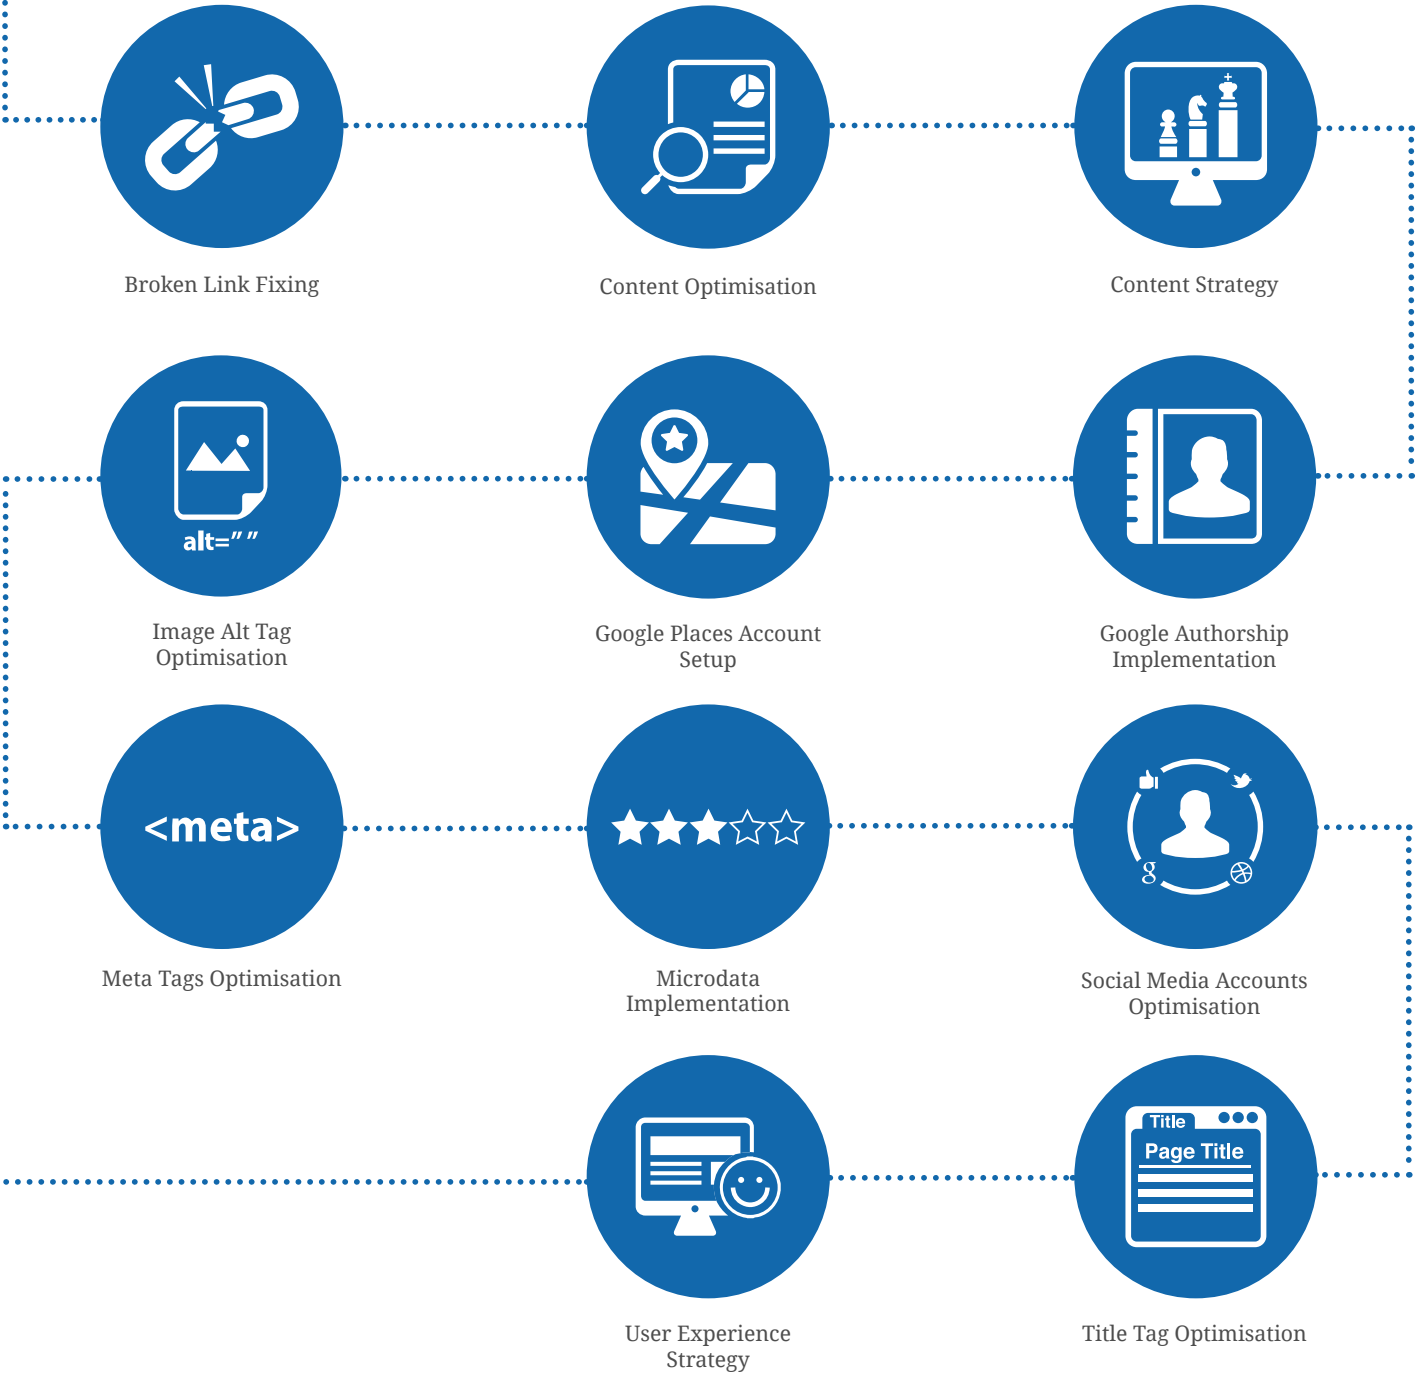 Broken Link Fixing
Content Optimisation
Content Strategy
alt=" "
Image Alt Tag
Optimisation
Google Places Account
Setup
Google Authorship
Implementation
<meta>
g
Meta Tags Optimisation
Microdata
Implementation
Social Media Accounts
Optimisation
Title
Page Title
User Experience
Strategy
Title Tag Optimisation